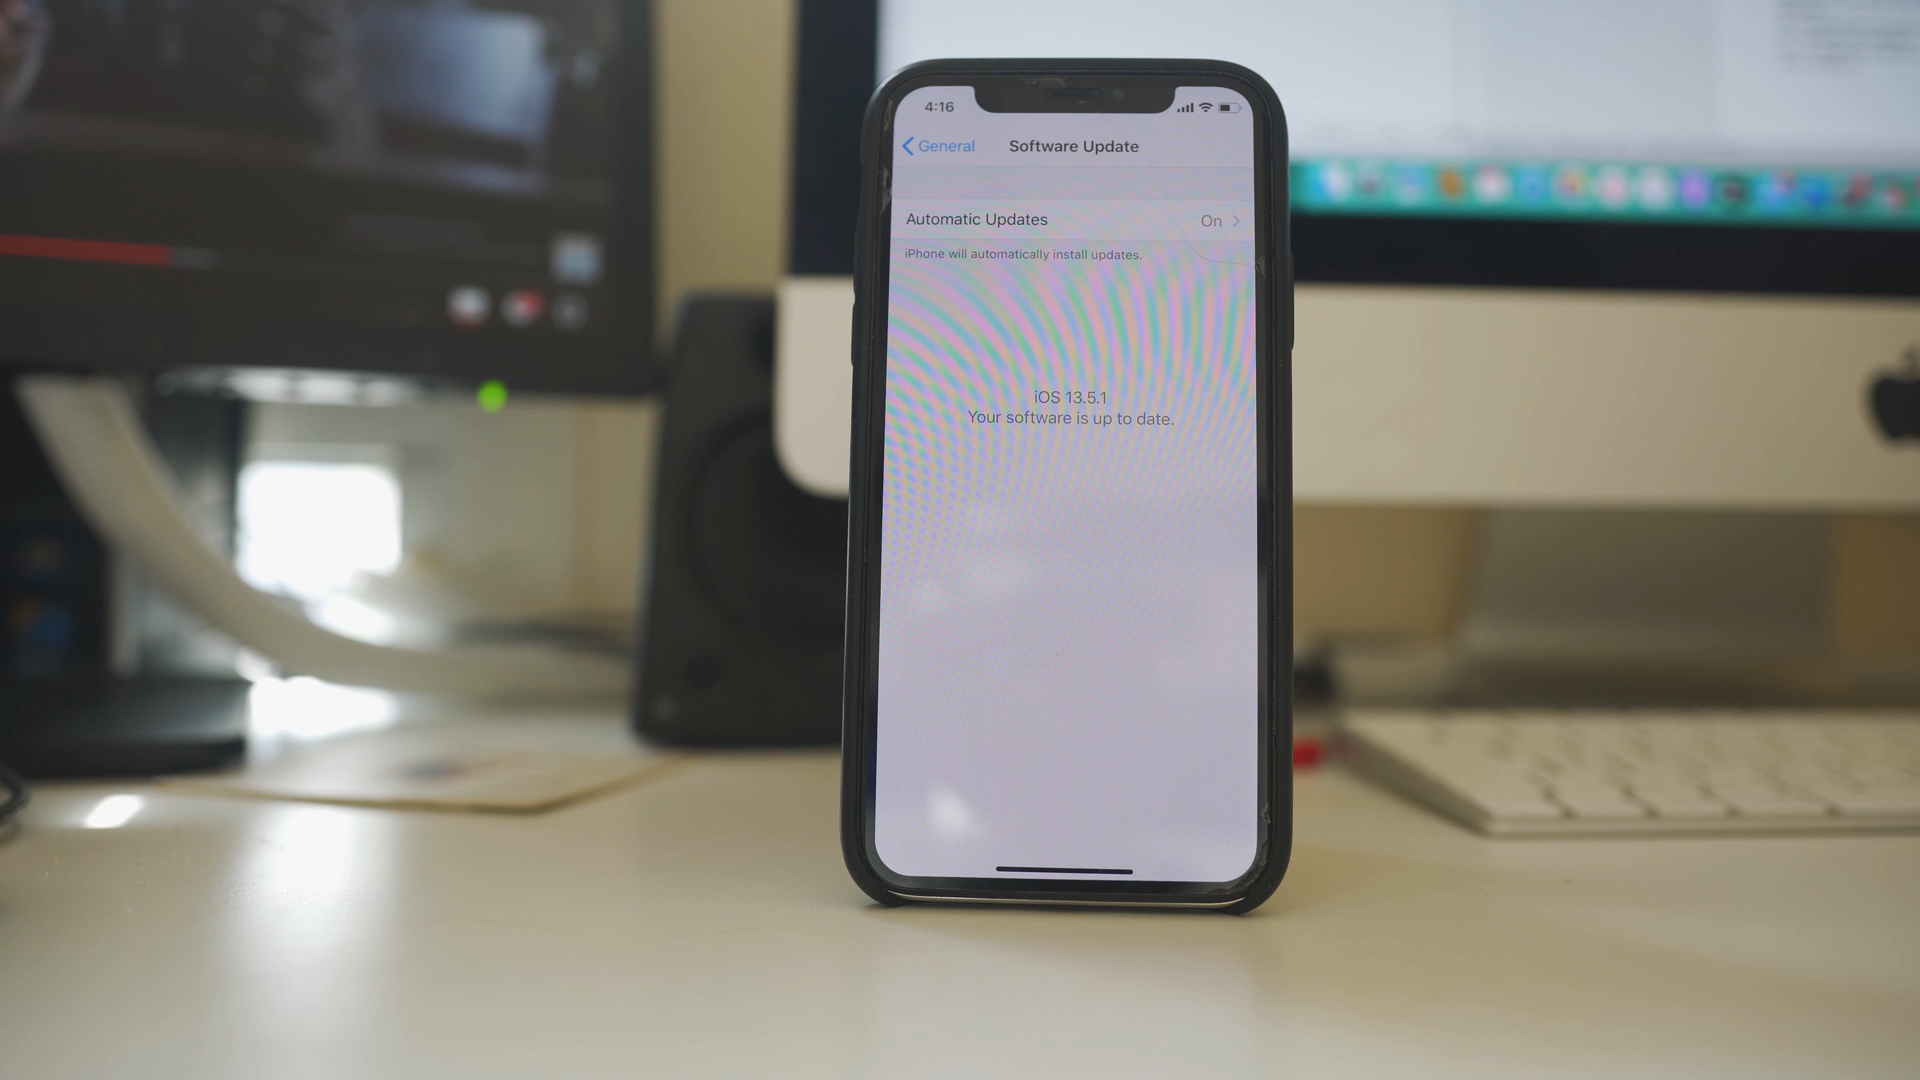 4:16
General
Software Update
Automatic Updates
On
iPhone will automatically install updates.
iOS 13.5.1
Your software is up to date.